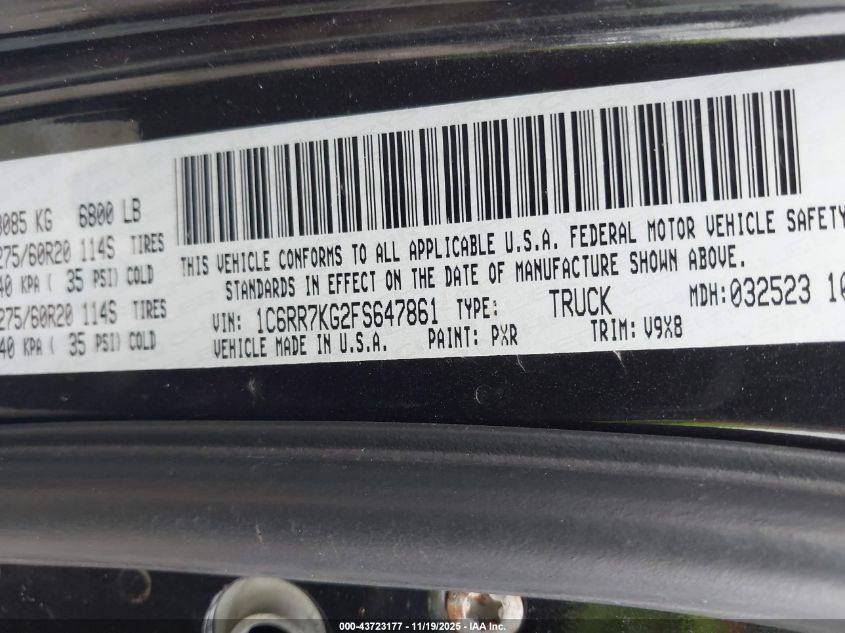 3085 KG 6800 LB
275/60R20 114S TIRES
40 KPA ( 35 PSI) COLD
275/60R20 114S TIRES
40 KPA ( 35 PSI) COLD
THIS VEHICLE CONFORMS TO ALL APPLICABLE U.S.A. FEDERAL MOTOR VEHICLE SAFETY
STANDARDS IN EFFECT ON THE DATE OF MANUFACTURE SHOWN ABOVE.
VIN: 1C6RR7KG2FS647861 TYPE: TRUCK MDH:032523 10
VEHICLE MADE IN U.S.A. PAINT: PXR TRIM: V9X8
000-43723177 - 11/19/2025 - IAA Inc.